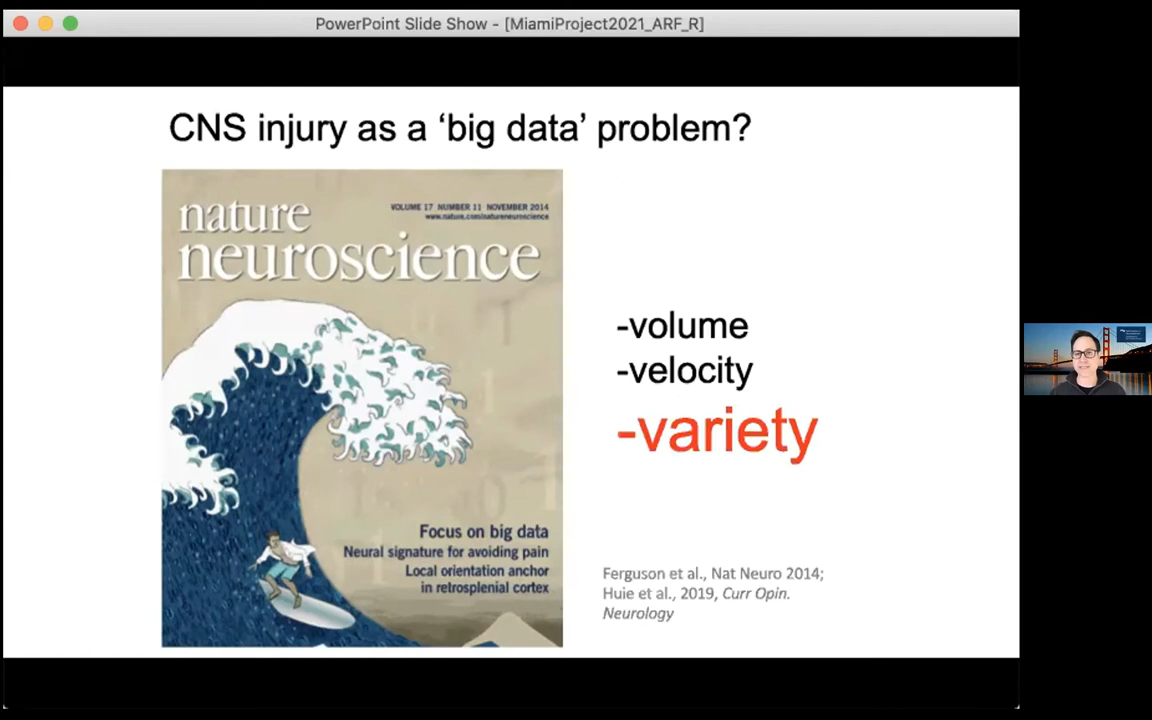 PowerPoint Slide Show - [MiamiProject2021_ARF_R]
CNS injury as a ‘big data’ problem?
nature
neuroscience
VOLUME 17 NUMBER 11 NOVEMBER 2014
www.nature.com/natureneuroscience
Focus on big data
Neural signature for avoiding pain
Local orientation anchor
in retrosplenial cortex
-volume
-velocity
-variety
Ferguson et al., Nat Neuro 2014;
Huie et al., 2019, Curr Opin.
Neurology